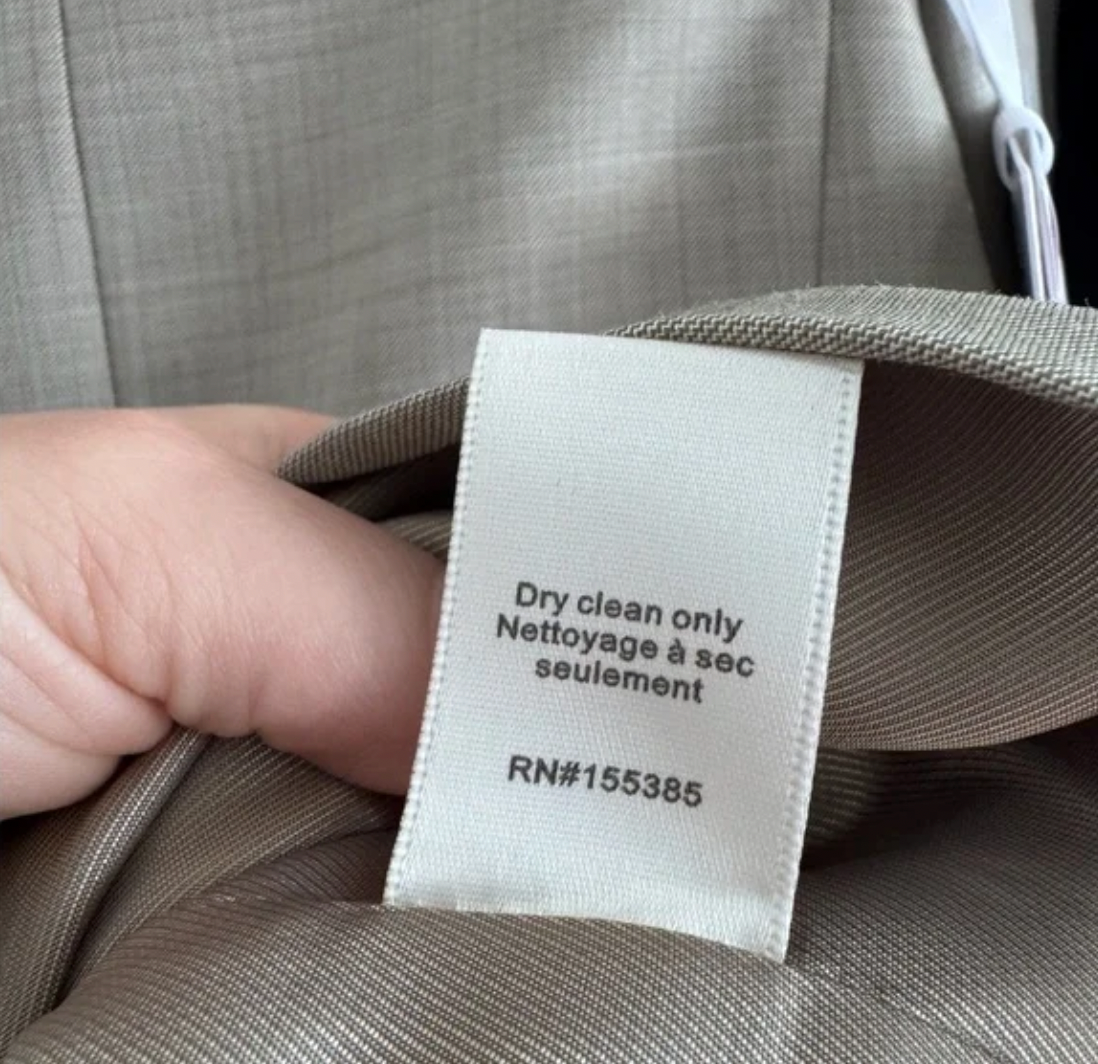 Dry clean only
Nettoyage à sec
seulement
RN#155385